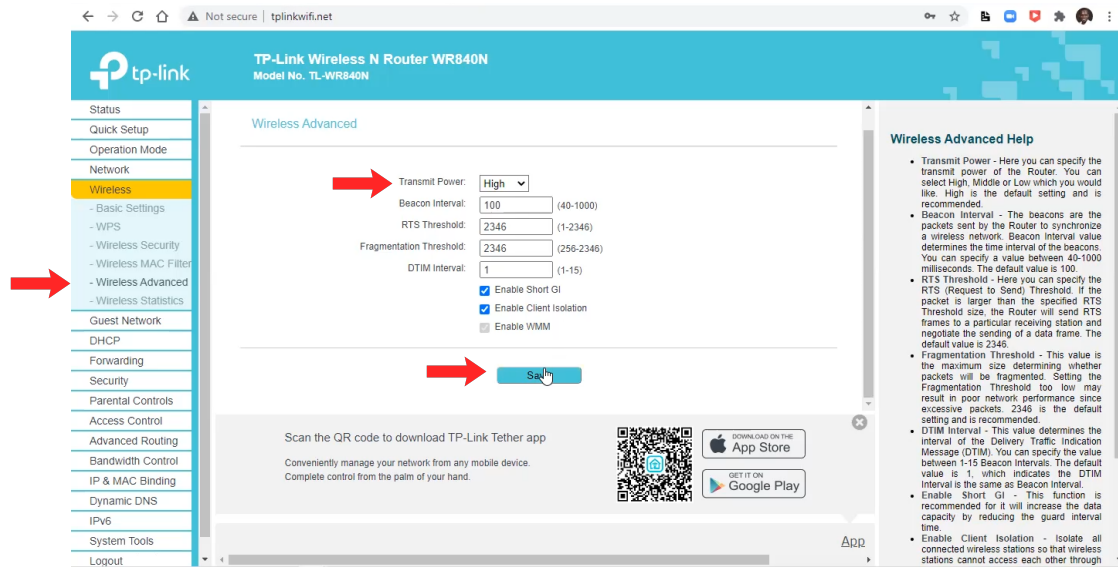 Not secure | tplinkwifi.net
tp-link
TP-Link Wireless N Router WR840N
Model No. TL-WR840N
Status
Quick Setup
Operation Mode
Network
Wireless
- Basic Settings
- WPS
- Wireless Security
- Wireless MAC Filter
- Wireless Advanced
- Wireless Statistics
Guest Network
DHCP
Forwarding
Security
Parental Controls
Access Control
Advanced Routing
Bandwidth Control
IP & MAC Binding
Dynamic DNS
IPv6
System Tools
Logout
Wireless Advanced
Transmit Power: High
Beacon Interval: 100 (40-1000)
RTS Threshold: 2346 (1-2346)
Fragmentation Threshold: 2346 (256-2346)
DTIM Interval: 1 (1-15)
Enable Short GI
Enable Client Isolation
Enable WMM
Save
Scan the QR code to download TP-Link Tether app
Conveniently manage your network from any mobile device.
Complete control from the palm of your hand.
DOWNLOAD ON THE
App Store
GET IT ON
Google Play
App
Wireless Advanced Help
• Transmit Power - Here you can specify the
transmit power of the Router. You can
select High, Middle or Low which you would
like. High is the default setting and is
recommended.
• Beacon Interval - The beacons are the
packets sent by the Router to synchronize
a wireless network. Beacon Interval value
determines the time interval of the beacons.
You can specify a value between 40-1000
milliseconds. The default value is 100.
• RTS Threshold - Here you can specify the
RTS (Request to Send) Threshold. If the
packet is larger than the specified RTS
Threshold size, the Router will send RTS
frames to a particular receiving station and
negotiate the sending of a data frame. The
default value is 2346.
• Fragmentation Threshold - This value is
the maximum size determining whether
packets will be fragmented. Setting the
Fragmentation Threshold too low may
result in poor network performance since
excessive packets. 2346 is the default
setting and is recommended.
• DTIM Interval - This value determines the
interval of the Delivery Traffic Indication
Message (DTIM). You can specify the value
between 1-15 Beacon Intervals. The default
value is 1, which indicates the DTIM
Interval is the same as Beacon Interval.
• Enable Short GI - This function is
recommended for it will increase the data
capacity by reducing the guard interval
time.
• Enable Client Isolation - Isolate all
connected wireless stations so that wireless
stations cannot access each other through